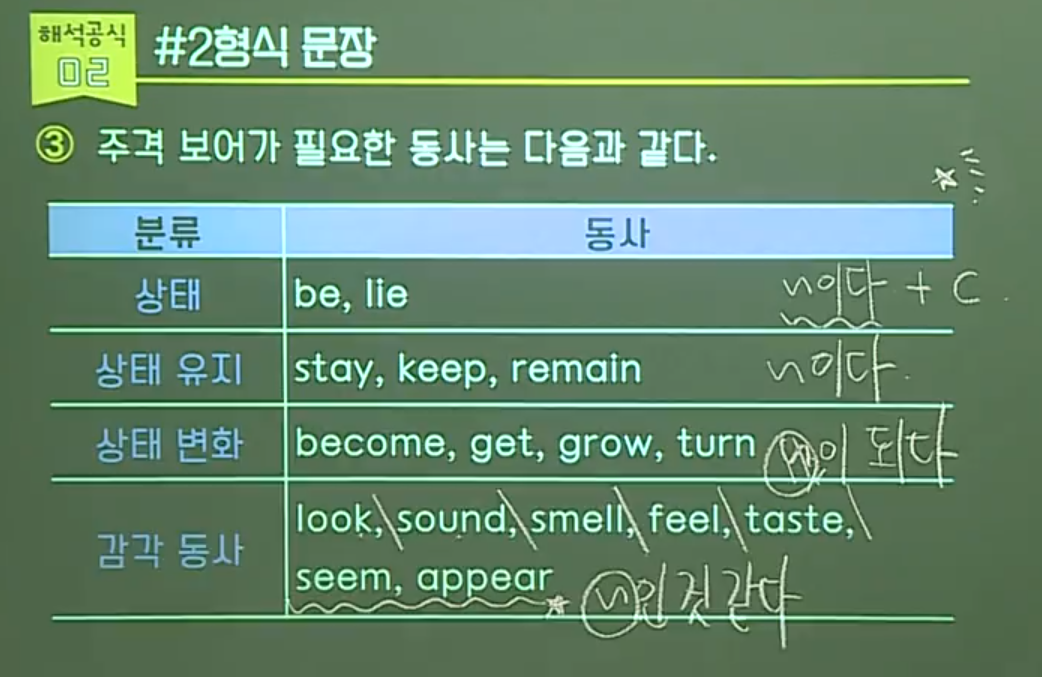 해석공식
02
#2형식 문장
③ 주격 보어가 필요한 동사는 다음과 같다.
분류 동사
상태 be, lie ~이다 + C
상태 유지 stay, keep, remain ~이다.
상태 변화 become, get, grow, turn ~이 되다
감각 동사 look, sound, smell, feel, taste,
seem, appear ~인 것 같다